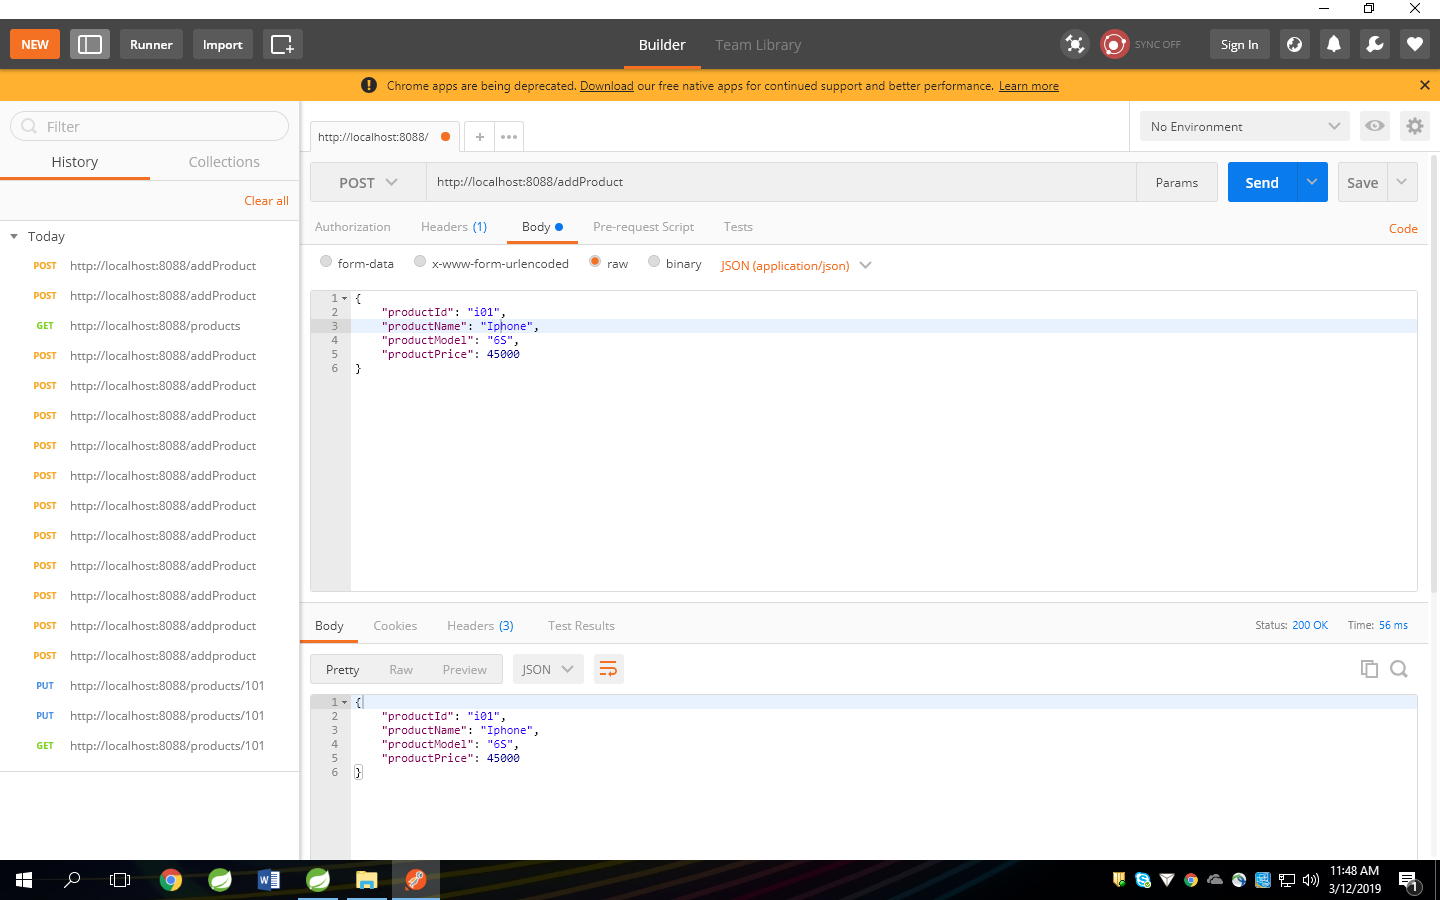 NEW
Runner
Import
Builder
Team Library
SYNC OFF
Sign In
Chrome apps are being deprecated. Download our free native apps for continued support and better performance. Learn more
Filter
History
Collections
Clear all
Today
POST http://localhost:8088/addProduct
POST http://localhost:8088/addProduct
GET http://localhost:8088/products
POST http://localhost:8088/addProduct
POST http://localhost:8088/addProduct
POST http://localhost:8088/addProduct
POST http://localhost:8088/addProduct
POST http://localhost:8088/addProduct
POST http://localhost:8088/addProduct
POST http://localhost:8088/addProduct
POST http://localhost:8088/addProduct
POST http://localhost:8088/addProduct
POST http://localhost:8088/addproduct
POST http://localhost:8088/addproduct
PUT http://localhost:8088/products/101
PUT http://localhost:8088/products/101
GET http://localhost:8088/products/101
http://localhost:8088/
No Environment
POST
http://localhost:8088/addProduct
Params
Send
Save
Authorization
Headers (1)
Body
Pre-request Script
Tests
Code
form-data
x-www-form-urlencoded
raw
binary
JSON (application/json)
1 {
2 "productId": "i01",
3 "productName": "Iphone",
4 "productModel": "6S",
5 "productPrice": 45000
6 }
Body
Cookies
Headers (3)
Test Results
Status: 200 OK
Time: 56 ms
Pretty
Raw
Preview
JSON
1 {
2 "productId": "i01",
3 "productName": "Iphone",
4 "productModel": "6S",
5 "productPrice": 45000
6 }
11:48 AM
3/12/2019
1